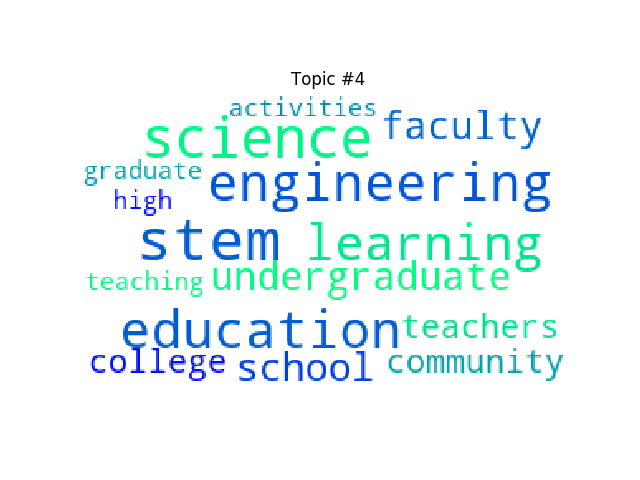 Topic #4
activities
science faculty
graduate engineering
high
stem learning
teaching undergraduate
education teachers
college school community